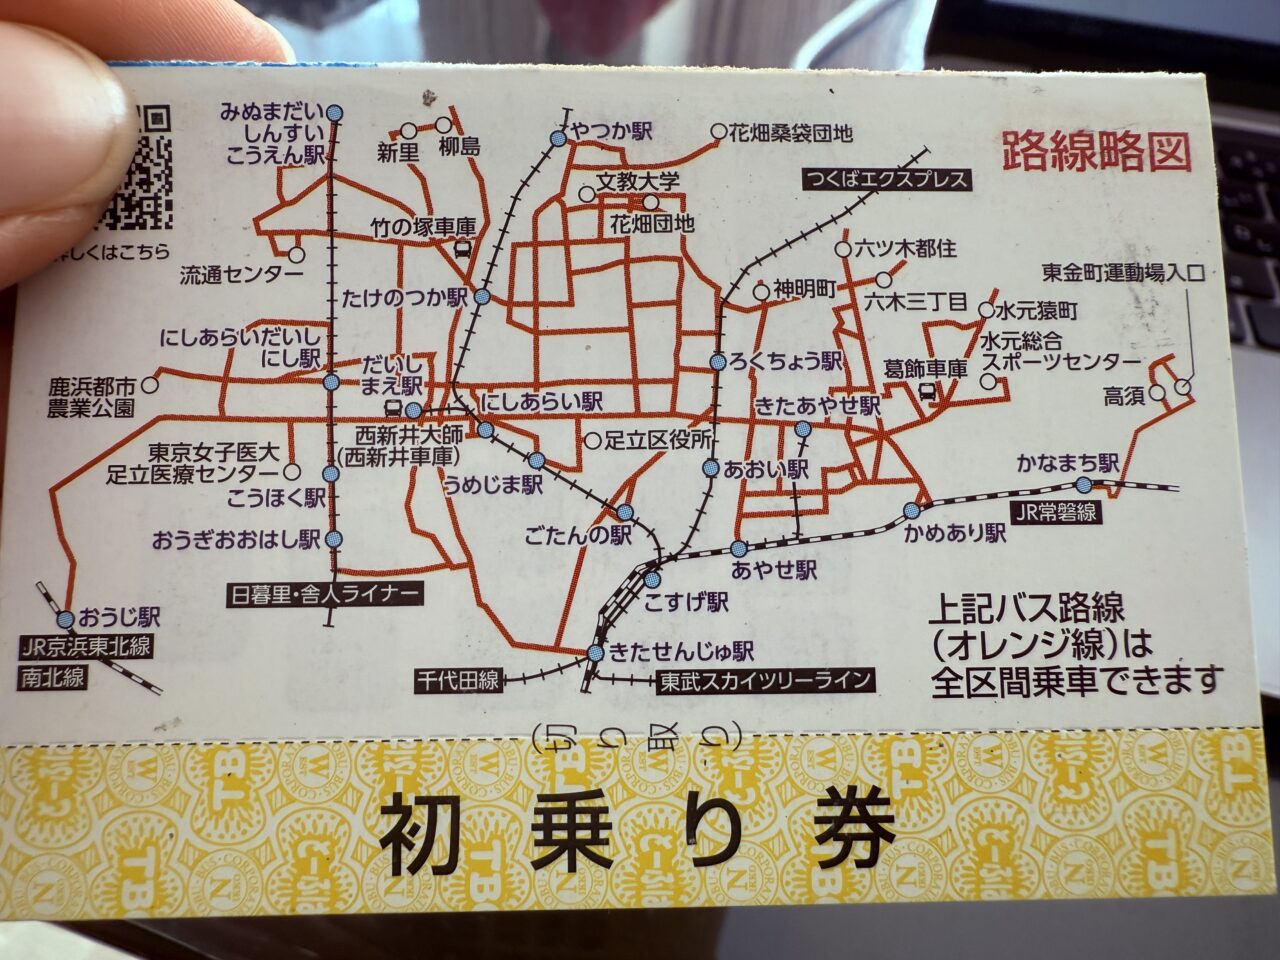 路線略図
みぬまだい
しんすい
こうえん駅
新里
柳島
やつか駅
花畑桑袋団地
つくばエクスプレス
文教大学
花畑団地
竹の塚車庫
くはこちら
流通センター
六ツ木都住
東金町運動場入口
神明町
六木三丁目
水元猿町
たけのつか駅
にしあらいだいし
にし駅
だいし
まえ駅
ろくちょう駅
水元総合
スポーツセンター
葛飾車庫
高須
鹿浜都市
農業公園
にしあらい駅
きたあやせ駅
西新井大師
(西新井車庫)
足立区役所
東京女子医大
足立医療センター
こうほく駅
うめじま駅
あおい駅
かなまち駅
JR常磐線
おうぎおおはし駅
ごたんの駅
かめあり駅
あやせ駅
日暮里・舎人ライナー
こすげ駅
おうじ駅
JR京浜東北線
南北線
きたせんじゅ駅
千代田線
東武スカイツリーライン
上記バス路線
(オレンジ線)は
全区間乗車できます
(切り取り)
初乗り券